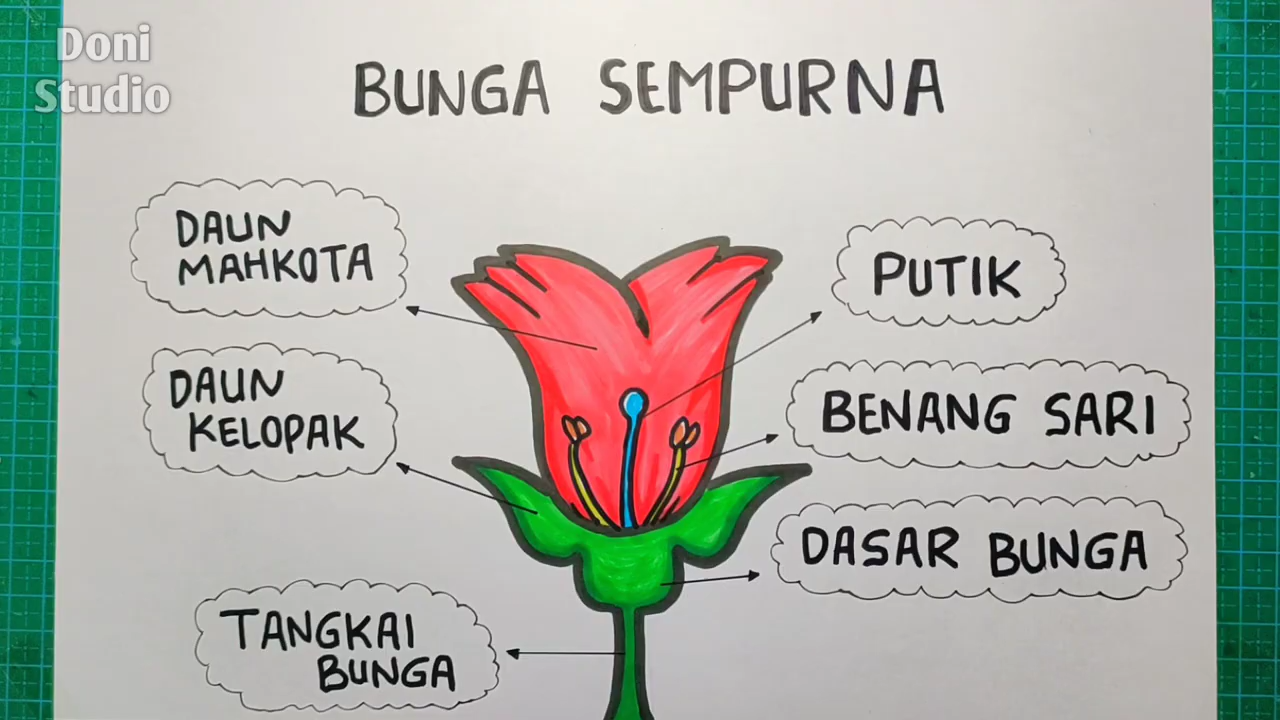 Doni
Studio
BUNGA SEMPURNA
DAUN
MAHKOTA
PUTIK
DAUN
KELOPAK
BENANG SARI
DASAR BUNGA
TANGKAI
BUNGA